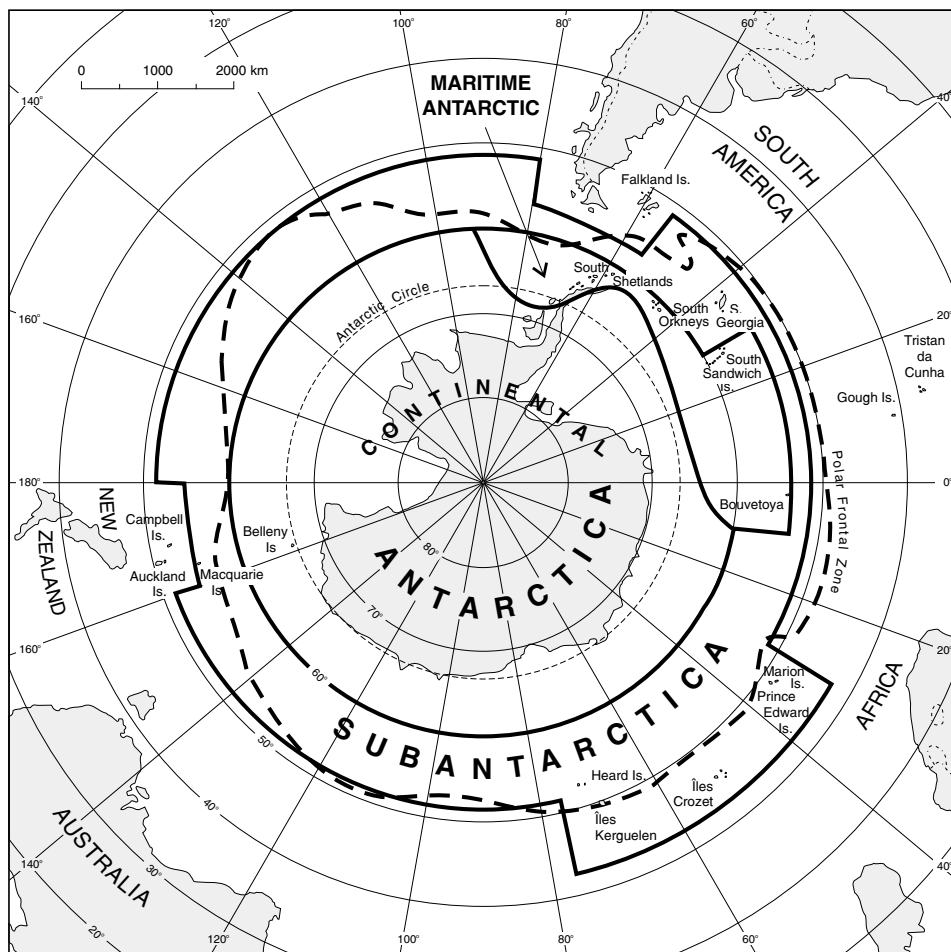 120°
100°
80°
60°
0 1000 2000 km
MARITIME
ANTARCTIC
140°
40°
SOUTH
AMERICA
Falkland Is.
South
Shetlands
Antarctic Circle
South
Orkneys
S.
Georgia
160°
20°
Tristan
da
Cunha
South
Sandwich
Is.
Gough Is.
CONTINENTAL
ANTARCTICA
180°
0°
NEW
ZEALAND
Campbell
Is.
Auckland
Is.
Macquarie
Is.
Belleny
Is
Bouvetoya
Polar Frontal Zone
80°
70°
60°
50°
40°
30°
20°
160°
20°
SUBANTARCTICA
Marion
Is.
Prince
Edward
Is.
AFRICA
Heard Is.
Îles
Crozet
Îles
Kerguelen
AUSTRALIA
140°
40°
120°
100°
80°
60°